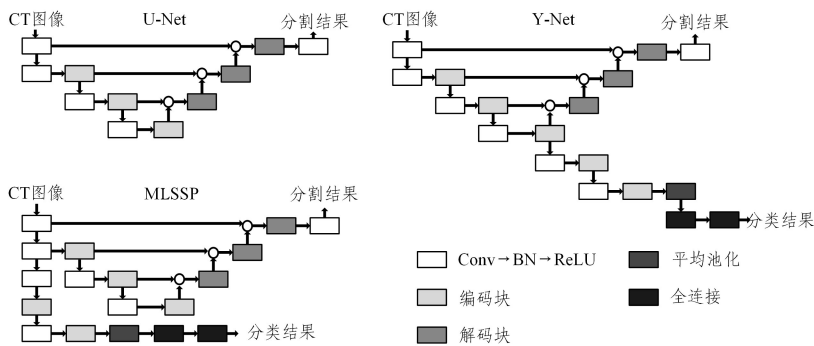 CT图像
U-Net
分割结果
CT图像
Y-Net
分割结果
分类结果
CT图像
MLSSP
分割结果
分类结果
Conv→BN→ReLU
平均池化
编码块
全连接
解码块